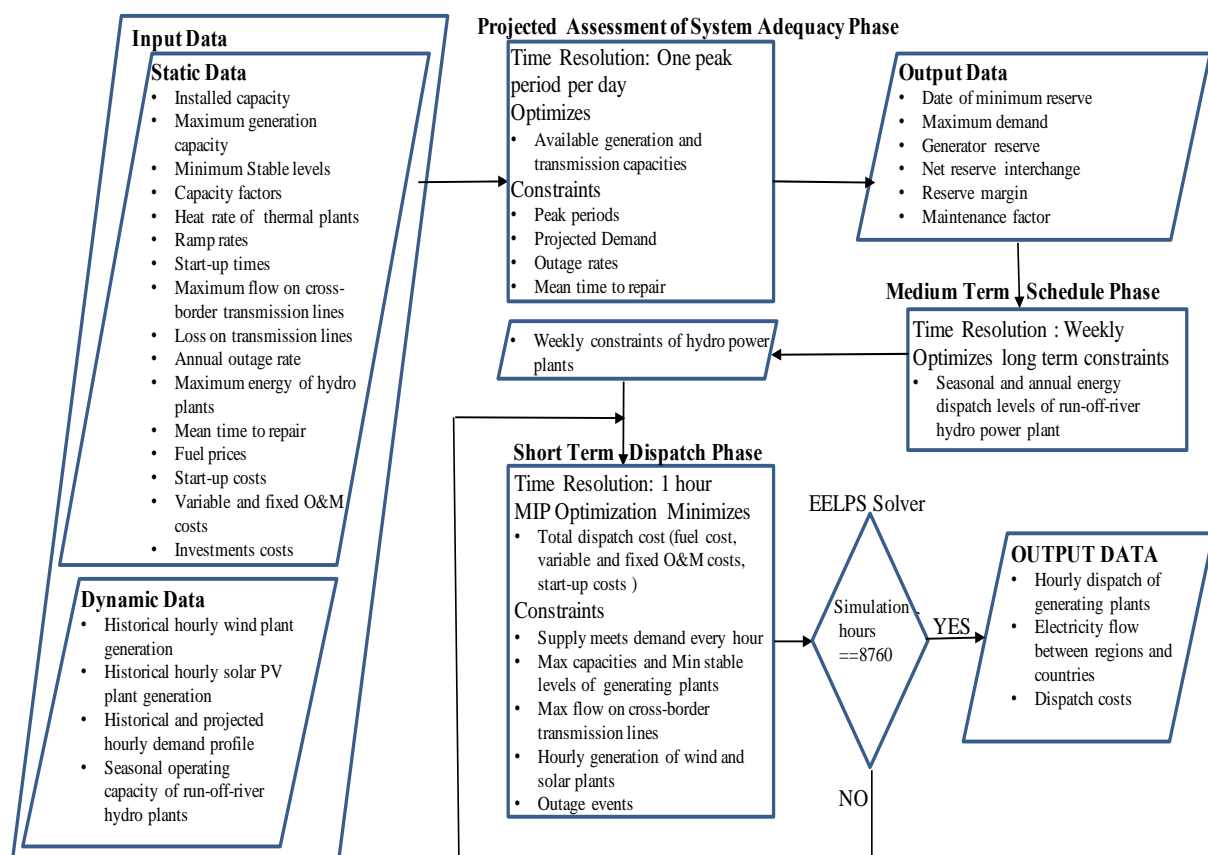 Input Data
Static Data
• Installed capacity
• Maximum generation
capacity
• Minimum Stable levels
• Capacity factors
• Heat rate of thermal plants
• Ramp rates
• Start-up times
• Maximum flow on cross-
border transmission lines
• Loss on transmission lines
• Annual outage rate
• Maximum energy of hydro
plants
• Mean time to repair
• Fuel prices
• Start-up costs
• Variable and fixed O&M
costs
• Investments costs
Dynamic Data
• Historical hourly wind plant
generation
• Historical hourly solar PV
plant generation
• Historical and projected
hourly demand profile
• Seasonal operating
capacity of run-off-river
hydro plants
Projected Assessment of System Adequacy Phase
Time Resolution: One peak
period per day
Optimizes
• Available generation and
transmission capacities
Constraints
• Peak periods
• Projected Demand
• Outage rates
• Mean time to repair
Output Data
• Date of minimum reserve
• Maximum demand
• Generator reserve
• Net reserve interchange
• Reserve margin
• Maintenance factor
Medium Term Schedule Phase
Time Resolution : Weekly
Optimizes long term constraints
• Seasonal and annual energy
dispatch levels of run-off-river
hydro power plant
• Weekly constraints of hydro power
plants
Short Term Dispatch Phase
Time Resolution: 1 hour
MIP Optimization Minimizes
• Total dispatch cost (fuel cost,
variable and fixed O&M costs,
start-up costs )
Constraints
• Supply meets demand every hour
• Max capacities and Min stable
levels of generating plants
• Max flow on cross-border
transmission lines
• Hourly generation of wind and
solar plants
• Outage events
EELPS Solver
Simulation
hours
==8760
YES
NO
OUTPUT DATA
• Hourly dispatch of
generating plants
• Electricity flow
between regions and
countries
• Dispatch costs